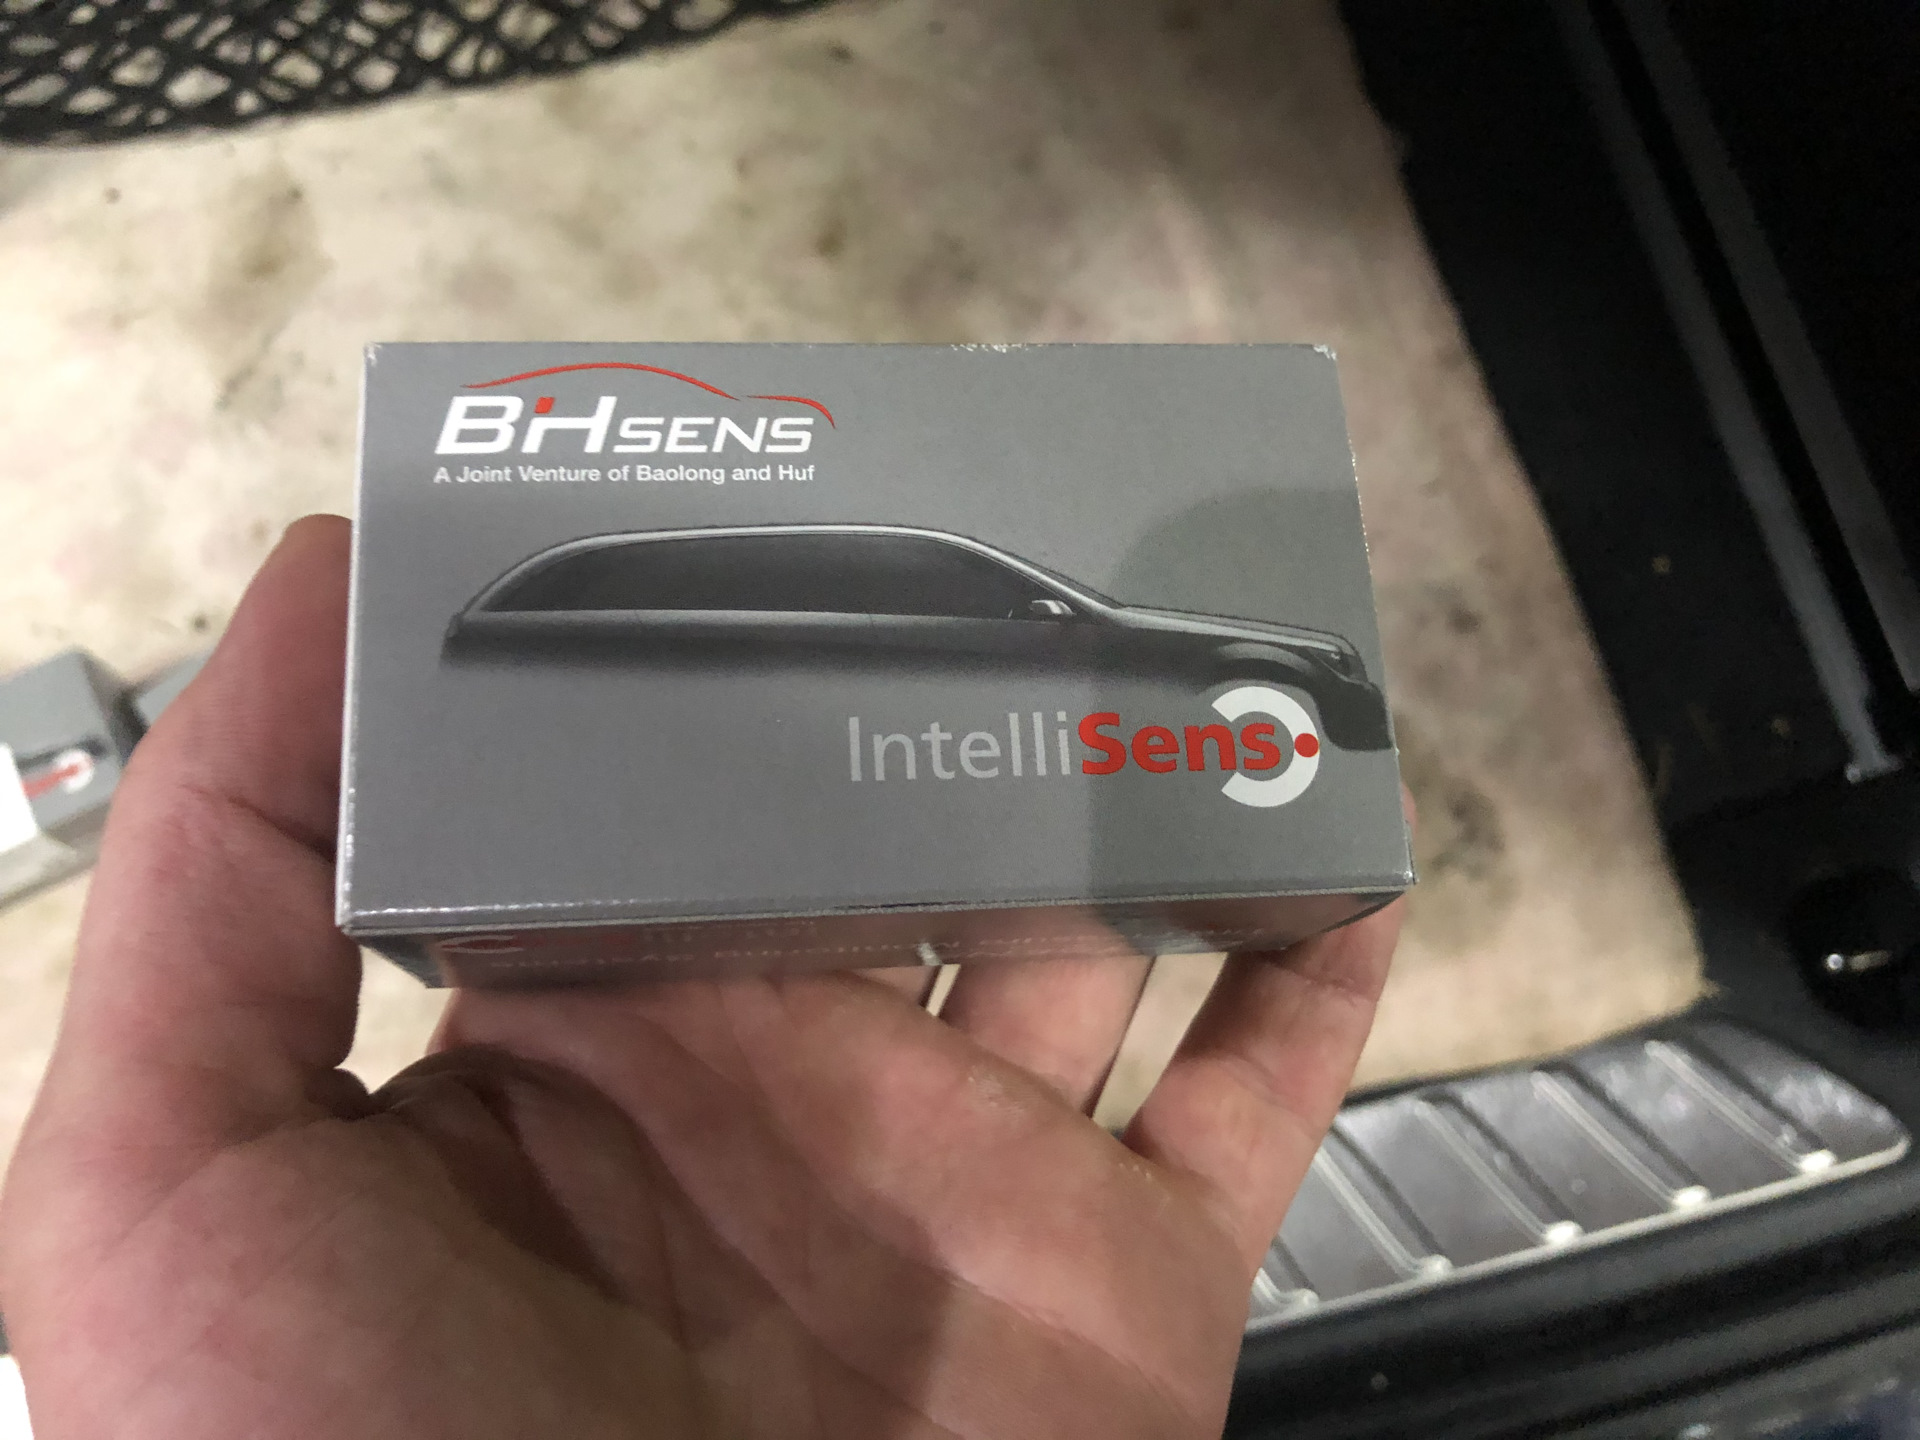 BHSENS
A Joint Venture of Baolong and Huf
IntelliSens